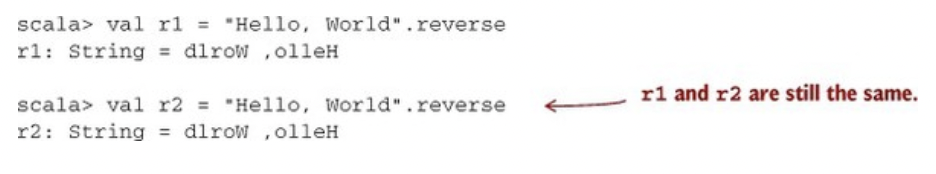 scala> val r1 = "Hello, World".reverse
r1: String = dlroW ,olleH
scala> val r2 = "Hello, World".reverse
r1 and r2 are still the same.
r2: String = dlroW ,olleH